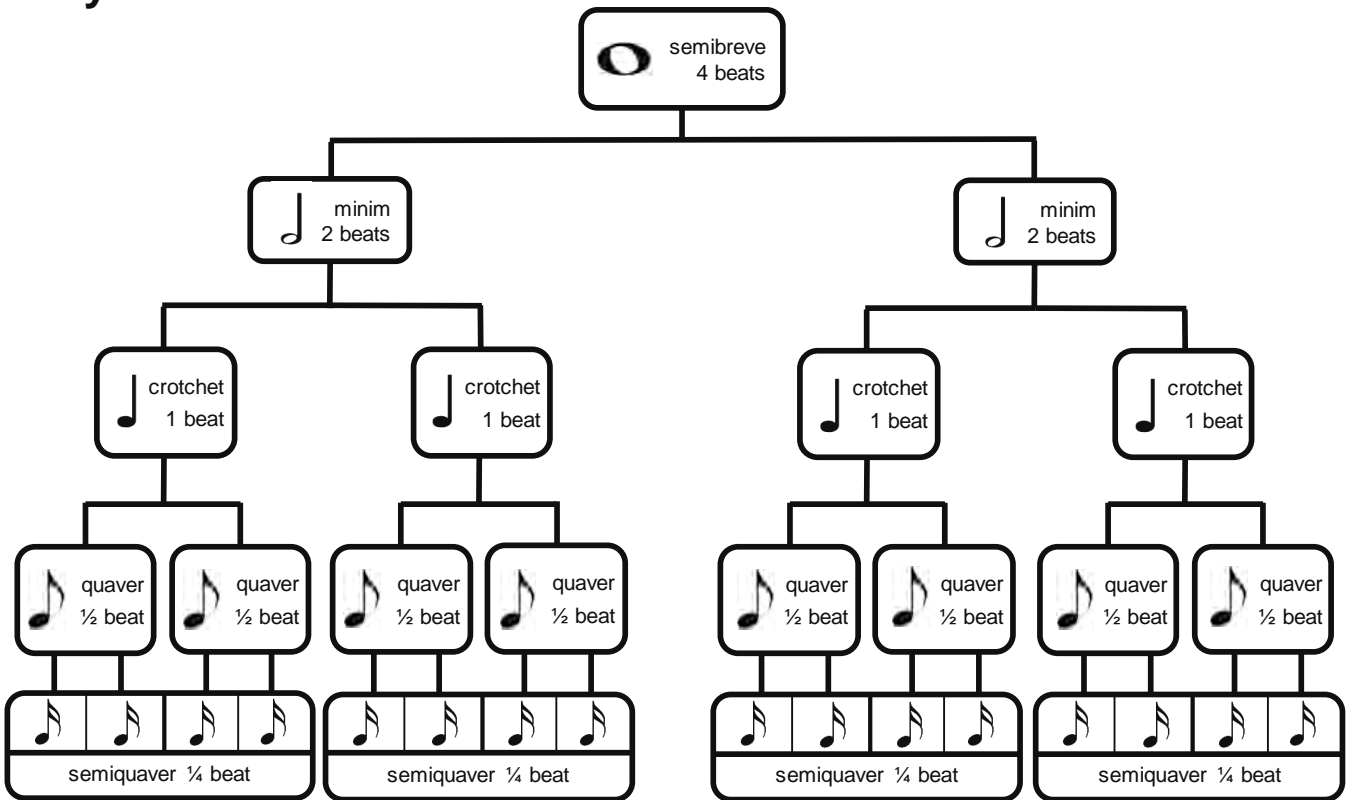 y
semibreve
4 beats
minim
2 beats
minim
2 beats
crotchet
1 beat
crotchet
1 beat
crotchet
1 beat
crotchet
1 beat
quaver
½ beat
quaver
½ beat
quaver
½ beat
quaver
½ beat
quaver
½ beat
quaver
½ beat
quaver
½ beat
quaver
½ beat
semiquaver ¼ beat
semiquaver ¼ beat
semiquaver ¼ beat
semiquaver ¼ beat